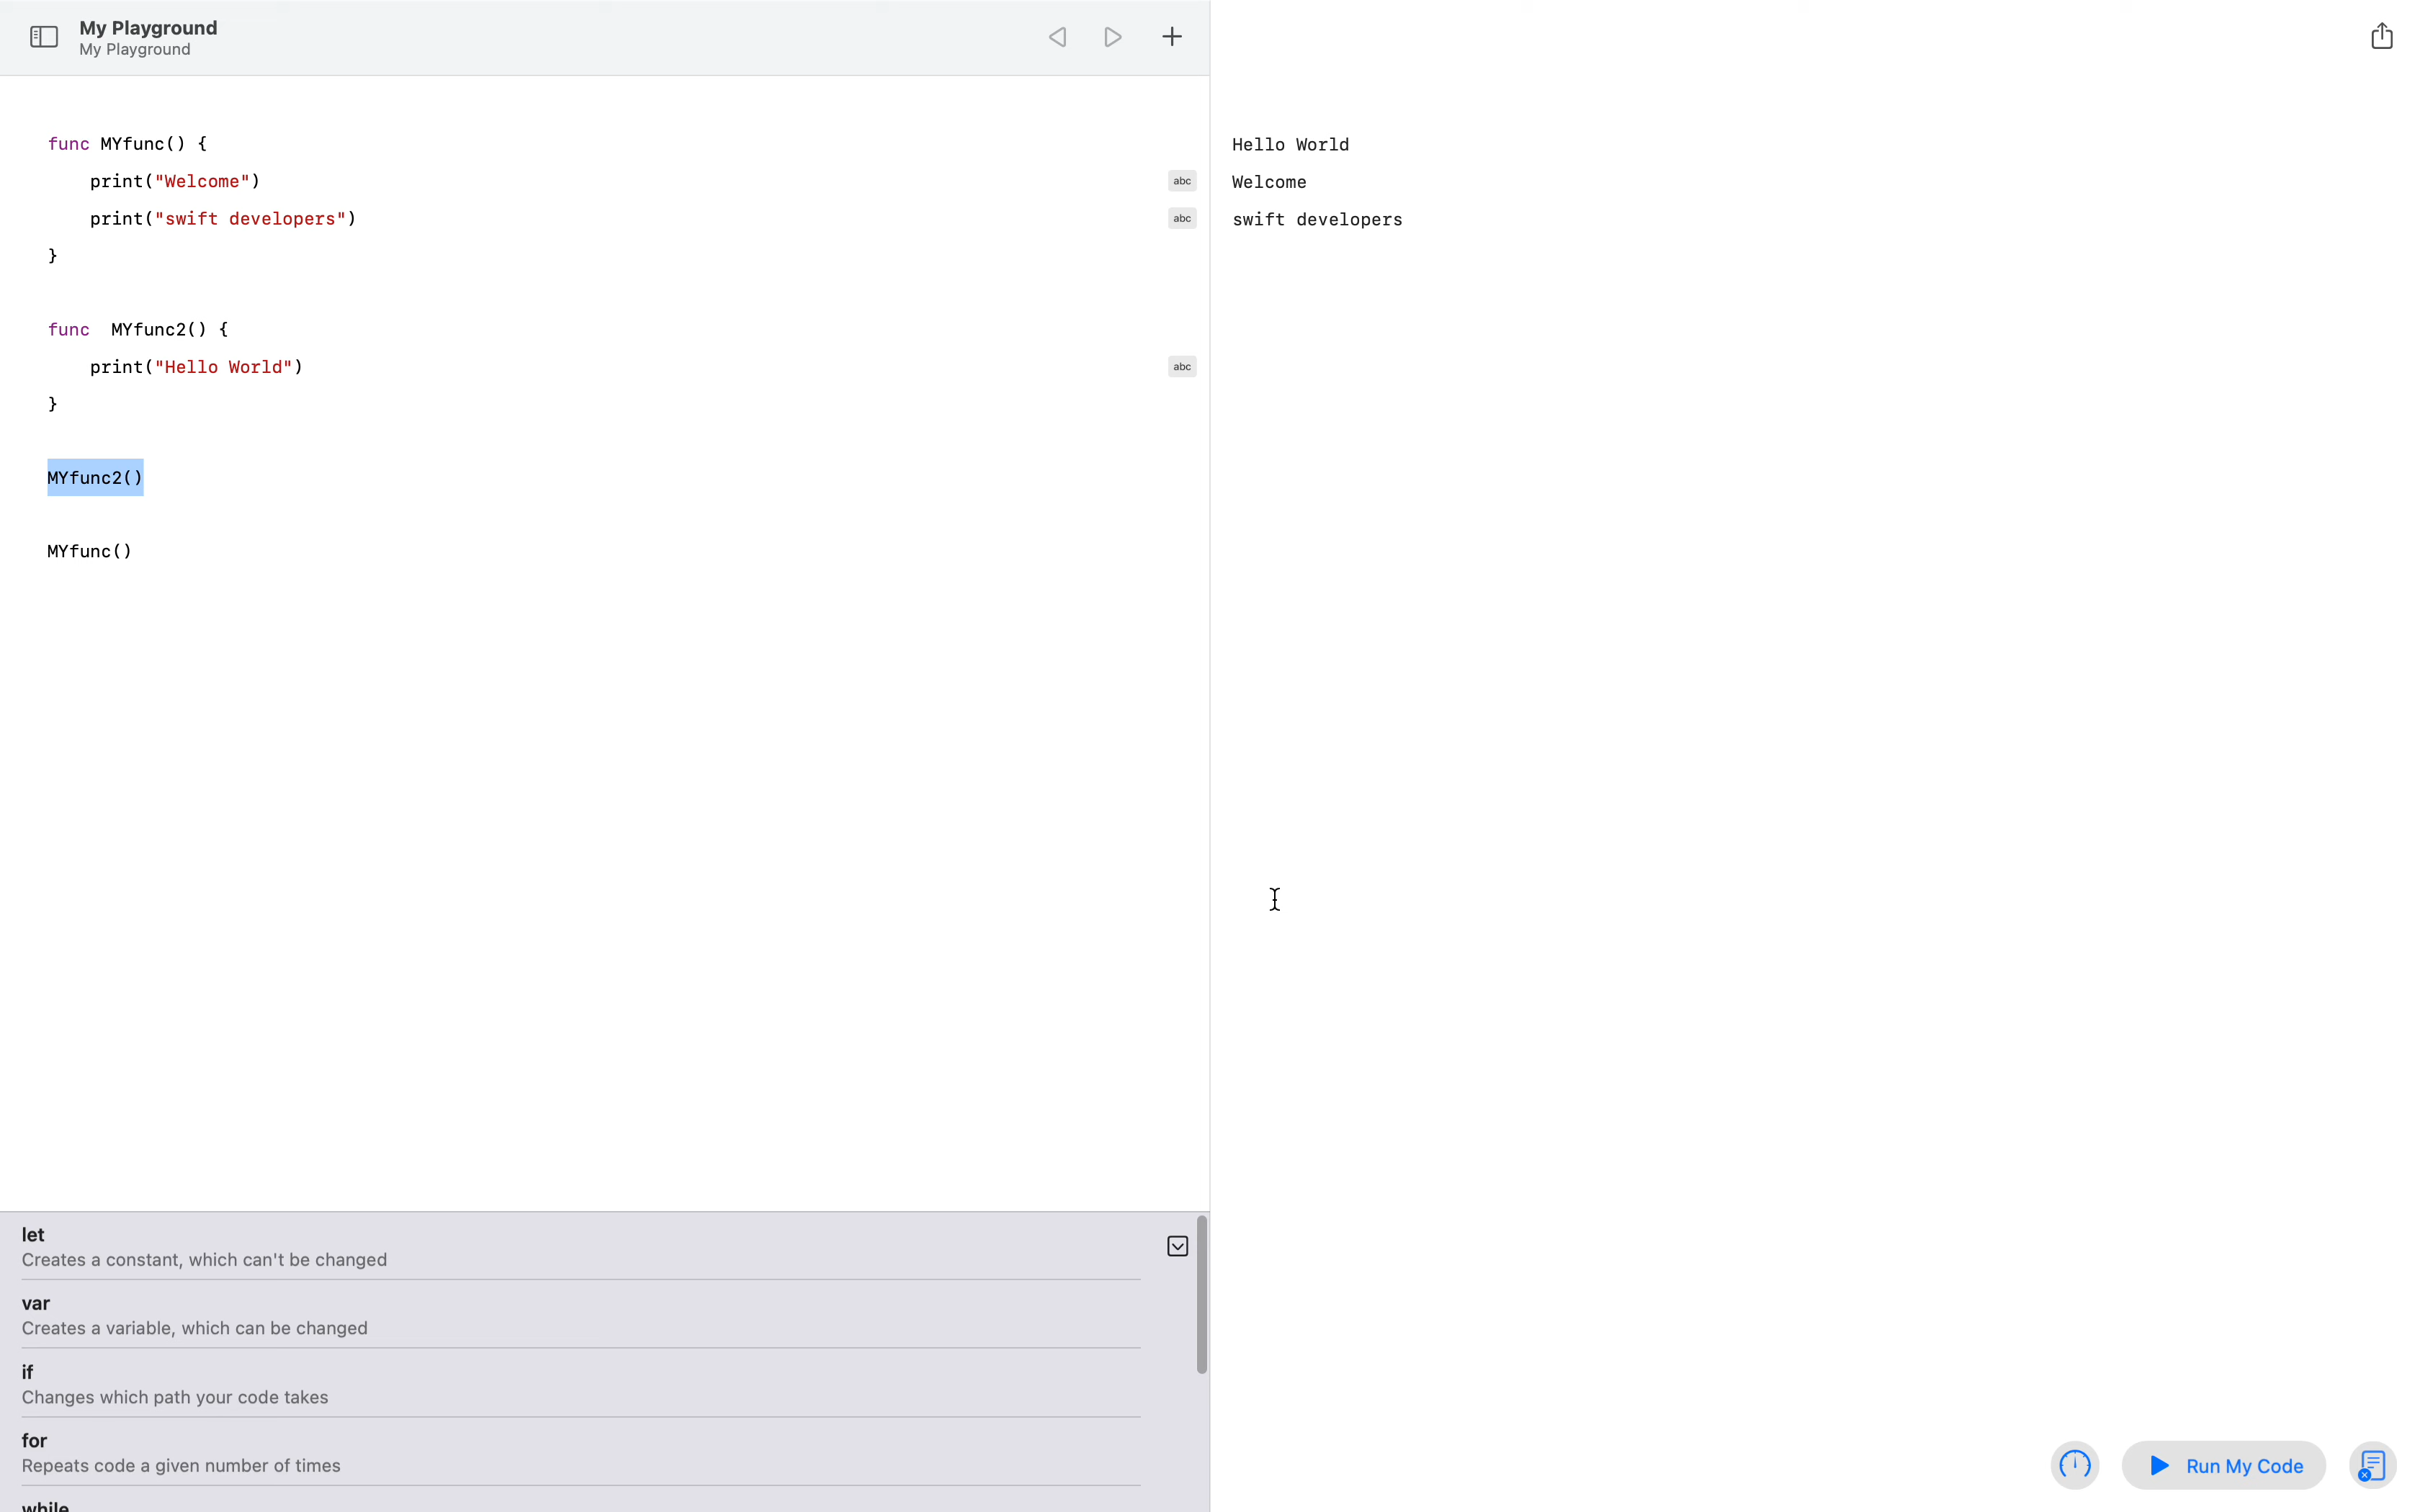 My Playground
My Playground
func MYfunc() {
print("Welcome")
abc
print("swift developers")
abc
}
func  MYfunc2() {
print("Hello World")
abc
}
MYfunc2()
MYfunc()
let
Creates a constant, which can't be changed
var
Creates a variable, which can be changed
if
Changes which path your code takes
for
Repeats code a given number of times
while
Hello World
Welcome
swift developers
Run My Code